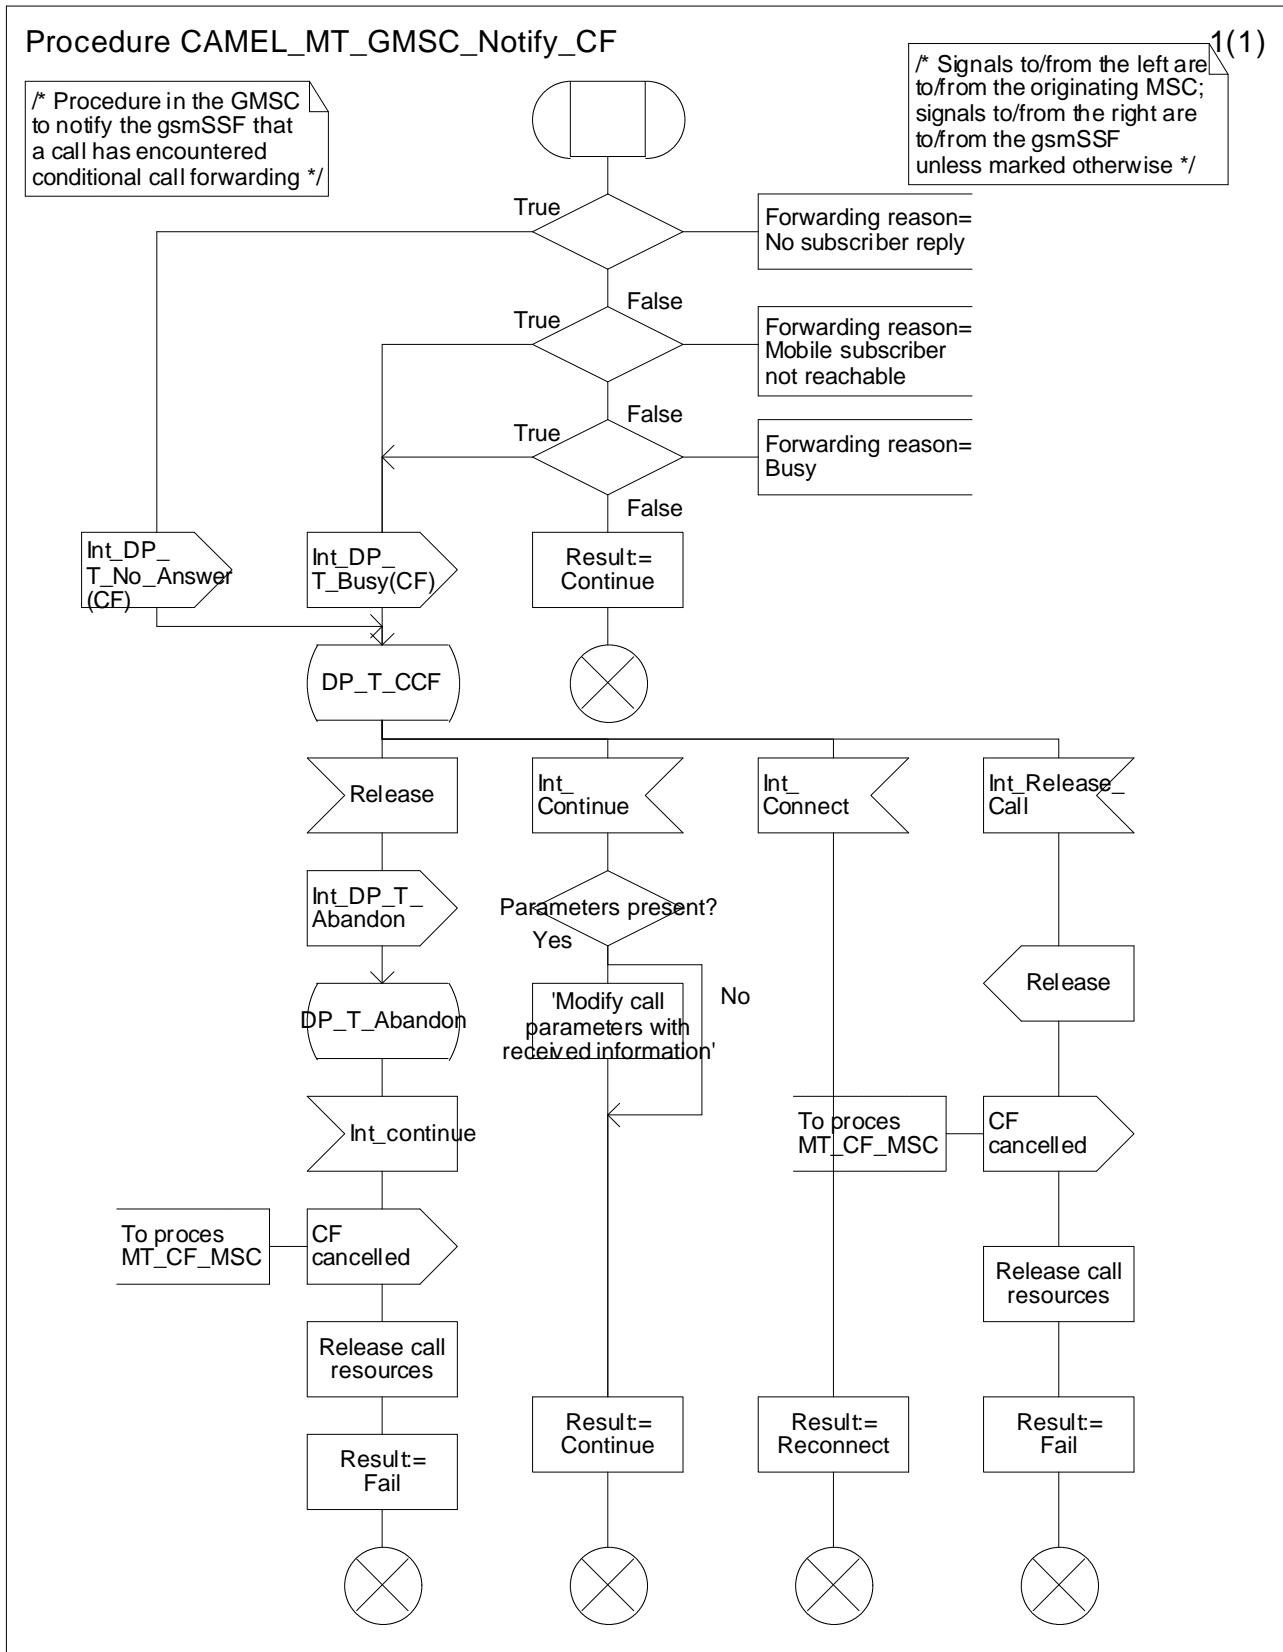 Procedure CAMEL_MT_GMSC_Notify_CF
1(1)
/* Procedure in the GMSC
to notify the gsmSSF that
a call has encountered
conditional call forwarding */
/* Signals to/from the left are
to/from the originating MSC;
signals to/from the right are
to/from the gsmSSF
unless marked otherwise */
True
Forwarding reason=
No subscriber reply
False
True
Forwarding reason=
Mobile subscriber
not reachable
False
True
Forwarding reason=
Busy
False
Int_DP_
T_No_Answer
(CF)
Int_DP_
T_Busy(CF)
Result:=
Continue
DP_T_CCF
Release
Int_
Continue
Int_
Connect
Int_Release_
Call
Int_DP_T_
Abandon
Parameters present?
Yes
No
Release
DP_T_Abandon
'Modify call
parameters with
received information'
Int_continue
To proces
MT_CF_MSC
CF
cancelled
To proces
MT_CF_MSC
CF
cancelled
Release call
resources
Release call
resources
Result:=
Continue
Result:=
Reconnect
Result:=
Fail
Result:=
Fail